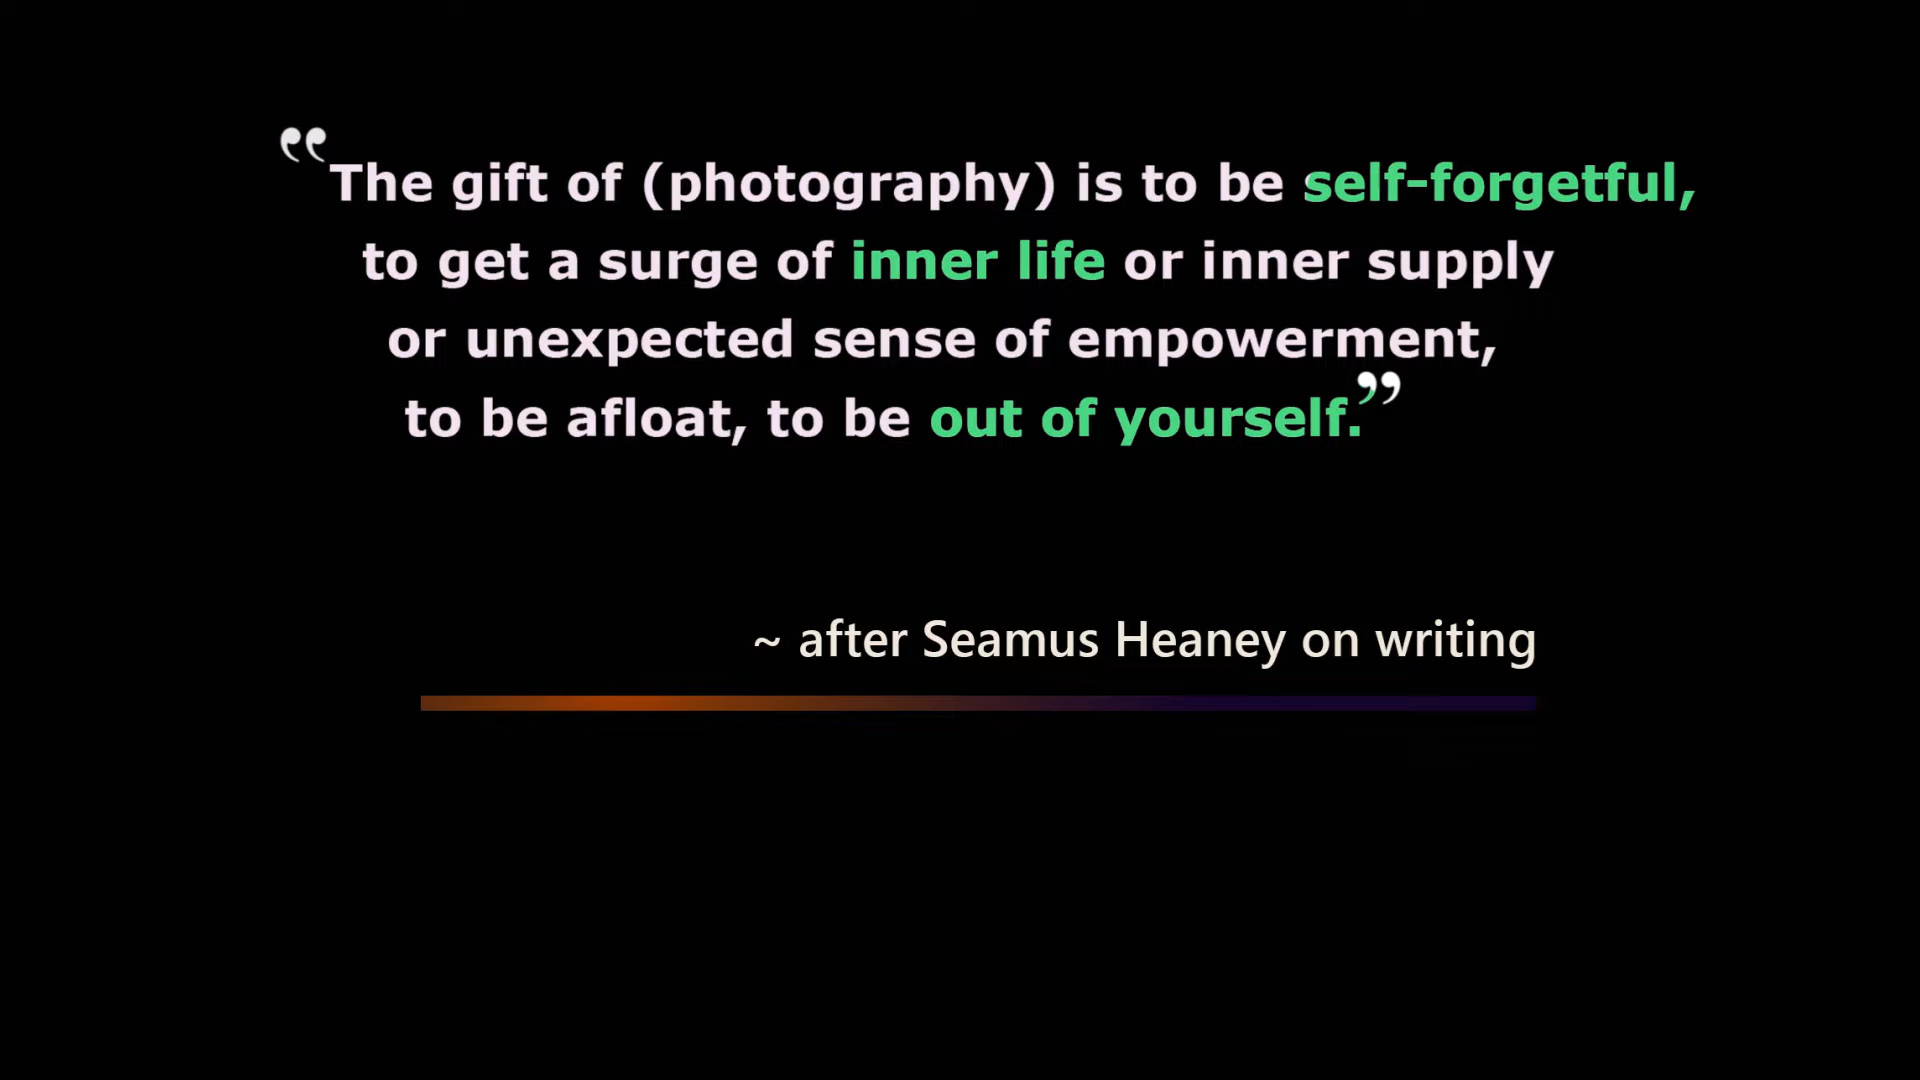 “The gift of (photography) is to be self-forgetful,
to get a surge of inner life or inner supply
or unexpected sense of empowerment,
to be afloat, to be out of yourself.”
~ after Seamus Heaney on writing